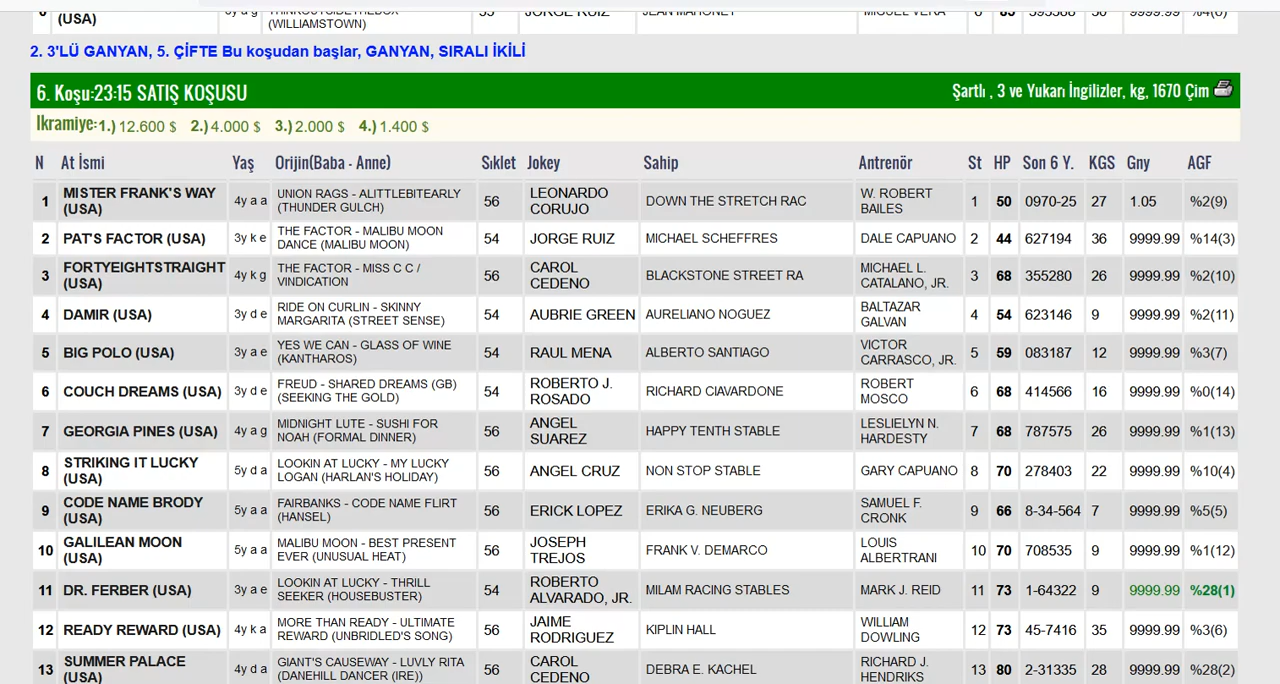 6 (USA) 3y a g THINKOUTSIDETHEBOX (WILLIAMSTOWN) 55 JORGE RUIZ JEAN MAHONEY MIGUEL VERA 6 85 9999.99 %4(6)
2. 3'LÜ GANYAN, 5. ÇİFTE Bu koşudan başlar, GANYAN, SIRALI İKİLİ
6. Koşu:23:15 SATIŞ KOŞUSU Şartlı , 3 ve Yukarı İngilizler, kg, 1670 Çim
İkramiye:1.) 12.600 $ 2.) 4.000 $ 3.) 2.000 $ 4.) 1.400 $
N At İsmi Yaş Orijin(Baba - Anne) Sıklet Jokey Sahip Antrenör St HP Son 6 Y. KGS Gny AGF
1 MISTER FRANK'S WAY (USA) 4y a a UNION RAGS - ALITTLEBITEARLY (THUNDER GULCH) 56 LEONARDO CORUJO DOWN THE STRETCH RAC W. ROBERT BAILES 1 50 0970-25 27 1.05 %2(9)
2 PAT'S FACTOR (USA) 3y k e THE FACTOR - MALIBU MOON DANCE (MALIBU MOON) 54 JORGE RUIZ MICHAEL SCHEFFRES DALE CAPUANO 2 44 627194 36 9999.99 %14(3)
3 FORTYEIGHTSTRAIGHT (USA) 4y k g THE FACTOR - MISS C C / VINDICATION 56 CAROL CEDENO BLACKSTONE STREET RA MICHAEL L. CATALANO, JR. 3 68 355280 26 9999.99 %2(10)
4 DAMIR (USA) 3y d e RIDE ON CURLIN - SKINNY MARGARITA (STREET SENSE) 54 AUBRIE GREEN AURELIANO NOGUEZ BALTAZAR GALVAN 4 54 623146 9 9999.99 %2(11)
5 BIG POLO (USA) 3y a e YES WE CAN - GLASS OF WINE (KANTHAROS) 54 RAUL MENA ALBERTO SANTIAGO VICTOR CARRASCO, JR. 5 59 083187 12 9999.99 %3(7)
6 COUCH DREAMS (USA) 3y d e FREUD - SHARED DREAMS (GB) (SEEKING THE GOLD) 54 ROBERTO J. ROSADO RICHARD CIAVARDONE ROBERT MOSCO 6 68 414566 16 9999.99 %0(14)
7 GEORGIA PINES (USA) 4y a g MIDNIGHT LUTE - SUSHI FOR NOAH (FORMAL DINNER) 56 ANGEL SUAREZ HAPPY TENTH STABLE LESLIELYN N. HARDESTY 7 68 787575 26 9999.99 %1(13)
8 STRIKING IT LUCKY (USA) 5y d a LOOKIN AT LUCKY - MY LUCKY LOGAN (HARLAN'S HOLIDAY) 56 ANGEL CRUZ NON STOP STABLE GARY CAPUANO 8 70 278403 22 9999.99 %10(4)
9 CODE NAME BRODY (USA) 5y a a FAIRBANKS - CODE NAME FLIRT (HANSEL) 56 ERICK LOPEZ ERIKA G. NEUBERG SAMUEL F. CRONK 9 66 8-34-564 7 9999.99 %5(5)
10 GALILEAN MOON (USA) 5y a a MALIBU MOON - BEST PRESENT EVER (UNUSUAL HEAT) 56 JOSEPH TREJOS FRANK V. DEMARCO LOUIS ALBERTRANI 10 70 708535 9 9999.99 %1(12)
11 DR. FERBER (USA) 3y a e LOOKIN AT LUCKY - THRILL SEEKER (HOUSEBUSTER) 54 ROBERTO ALVARADO, JR. MILAM RACING STABLES MARK J. REID 11 73 1-64322 9 9999.99 %28(1)
12 READY REWARD (USA) 4y k a MORE THAN READY - ULTIMATE REWARD (UNBRIDLED'S SONG) 56 JAIME RODRIGUEZ KIPLIN HALL WILLIAM DOWLING 12 73 45-7416 35 9999.99 %3(6)
13 SUMMER PALACE (USA) 4y d a GIANT'S CAUSEWAY - LUVLY RITA (DANEHILL DANCER (IRE)) 56 CAROL CEDENO DEBRA E. KACHEL RICHARD J. HENDRIKS 13 80 2-31335 28 9999.99 %28(2)